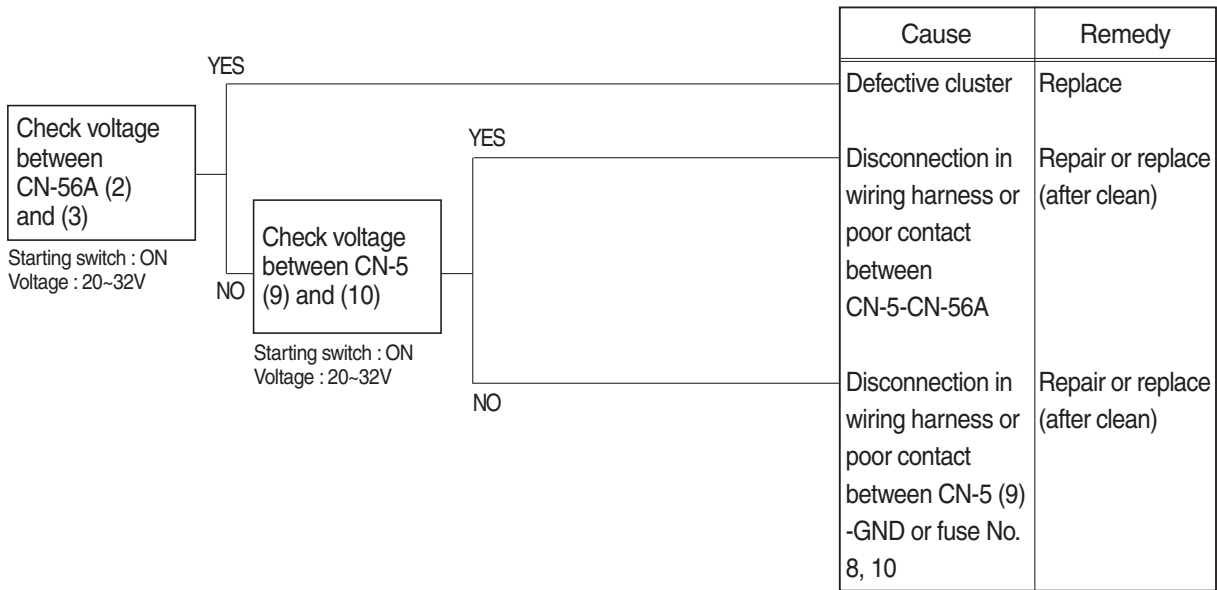 Cause
Remedy
YES
Defective cluster
Replace
Check voltage
between
CN-56A (2)
and (3)
Starting switch : ON
Voltage : 20~32V
YES
Disconnection in
wiring harness or
poor contact
between
CN-5-CN-56A
Repair or replace
(after clean)
NO
Check voltage
between CN-5
(9) and (10)
Starting switch : ON
Voltage : 20~32V
NO
Disconnection in
wiring harness or
poor contact
between CN-5 (9)
-GND or fuse No.
8, 10
Repair or replace
(after clean)